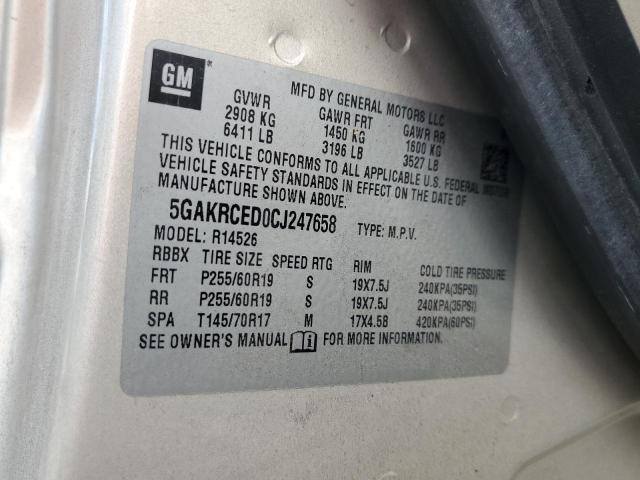 GM
MFD BY GENERAL MOTORS LLC
GVWR GAWR FRT GAWR RR
2908 KG 1450 KG 1600 KG
6411 LB 3196 LB 3527 LB
THIS VEHICLE CONFORMS TO ALL APPLICABLE U.S. FEDERAL
VEHICLE SAFETY STANDARDS IN EFFECT ON THE DATE OF
MANUFACTURE SHOWN ABOVE.
5GAKRCED0CJ247658 TYPE: M.P.V.
MODEL: R14526
RBBX TIRE SIZE SPEED RTG RIM COLD TIRE PRESSURE
FRT P255/60R19 S 19X7.5J 240KPA(35PSI)
RR P255/60R19 S 19X7.5J 240KPA(35PSI)
SPA T145/70R17 M 17X4.5B 420KPA(60PSI)
SEE OWNER'S MANUAL i FOR MORE INFORMATION.